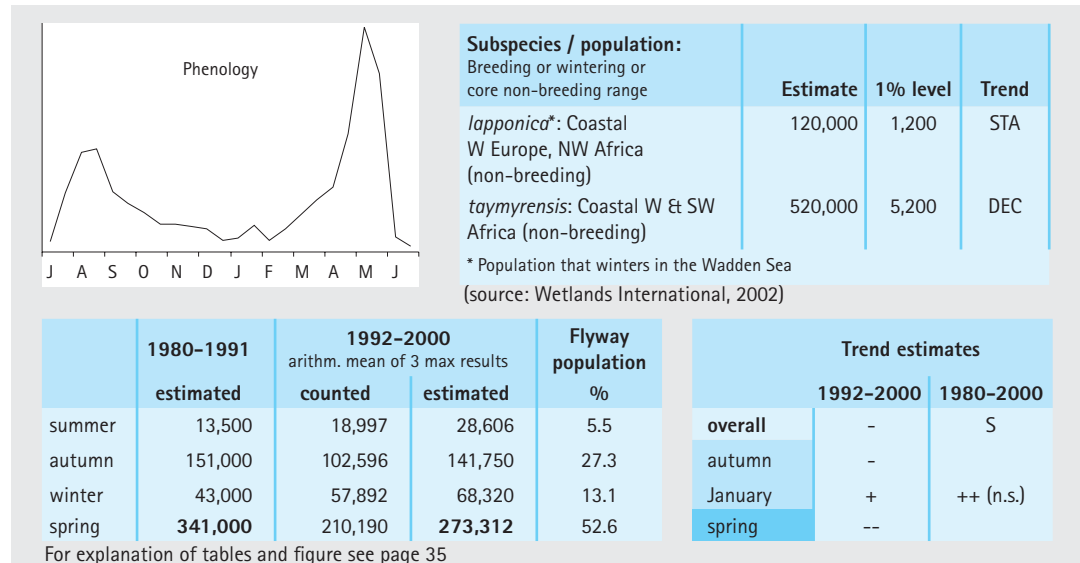 Phenology
J A S O N D J F M A M J
Subspecies / population:
Breeding or wintering or
core non-breeding range Estimate 1% level Trend
lapponica*: Coastal 120,000 1,200 STA
W Europe, NW Africa
(non-breeding)
taymyrensis: Coastal W & SW 520,000 5,200 DEC
Africa (non-breeding)
* Population that winters in the Wadden Sea
(source: Wetlands International, 2002)
1980-1991 1992-2000 Flyway
arithm. mean of 3 max results population
estimated counted estimated %
summer 13,500 18,997 28,606 5.5
autumn 151,000 102,596 141,750 27.3
winter 43,000 57,892 68,320 13.1
spring 341,000 210,190 273,312 52.6
Trend estimates
1992-2000 1980-2000
overall - S
autumn -
January + ++ (n.s.)
spring --
For explanation of tables and figure see page 35